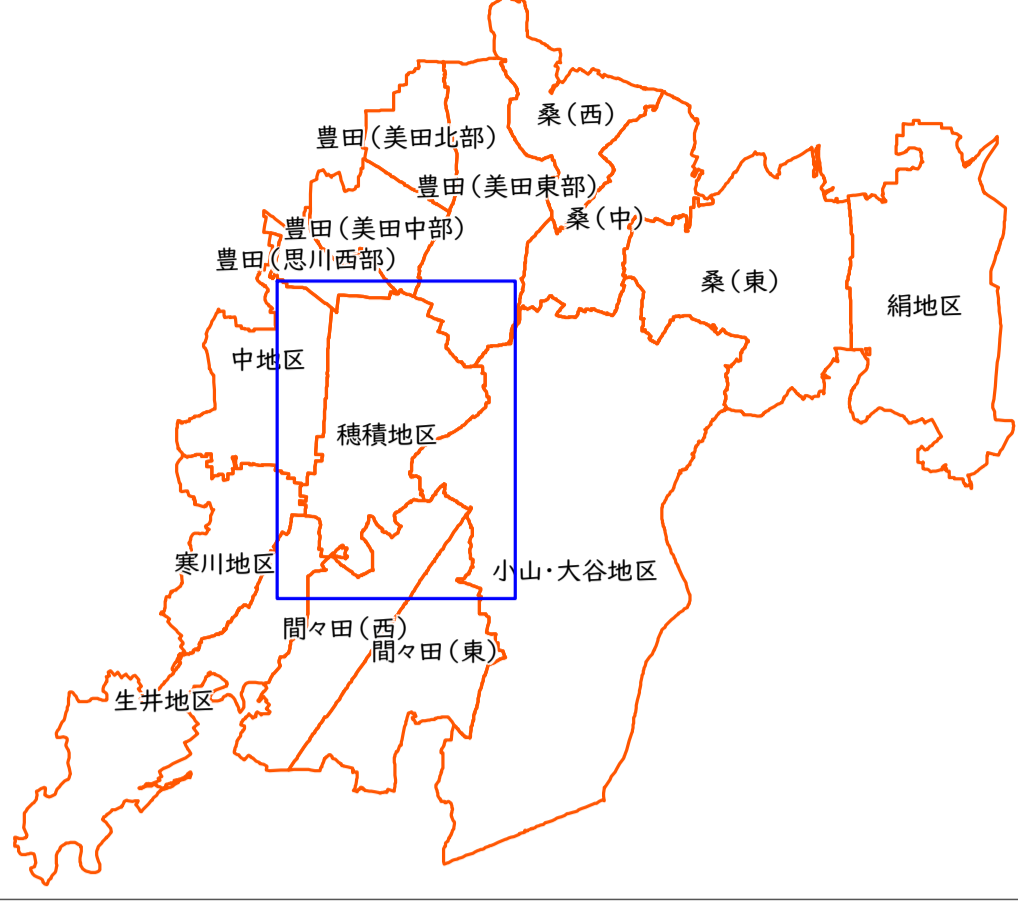 桑(西)
豊田(美田北部)
豊田(美田東部)
桑(中)
豊田(美田中部)
豊田(思川西部)
桑(東)
絹地区
中地区
穂積地区
寒川地区
小山・大谷地区
間々田(西)
間々田(東)
生井地区